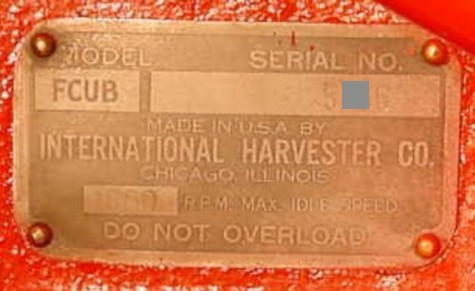 MODEL SERIAL NO.
FCUB
MADE IN U.S.A. BY
INTERNATIONAL HARVESTER CO.
CHICAGO, ILLINOIS
R.P.M. MAX. IDLE SPEED
DO NOT OVERLOAD